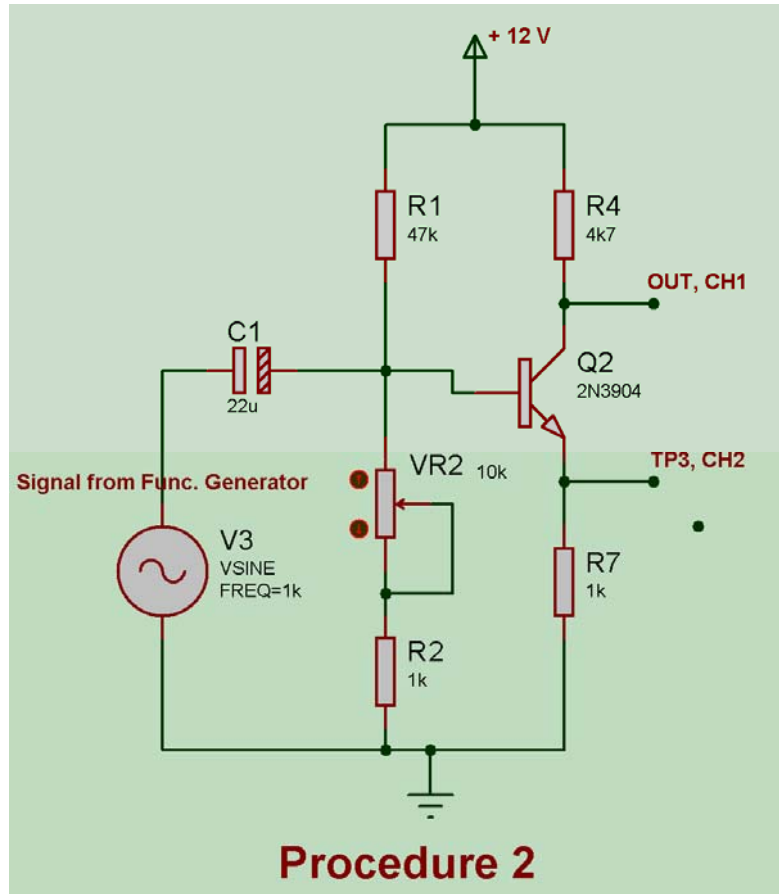 + 12 V
R1
47k
R4
4k7
OUT, CH1
C1
22u
Q2
2N3904
Signal from Func. Generator
VR2 10k
TP3, CH2
V3
VSINE
FREQ=1k
R7
1k
R2
1k
Procedure 2